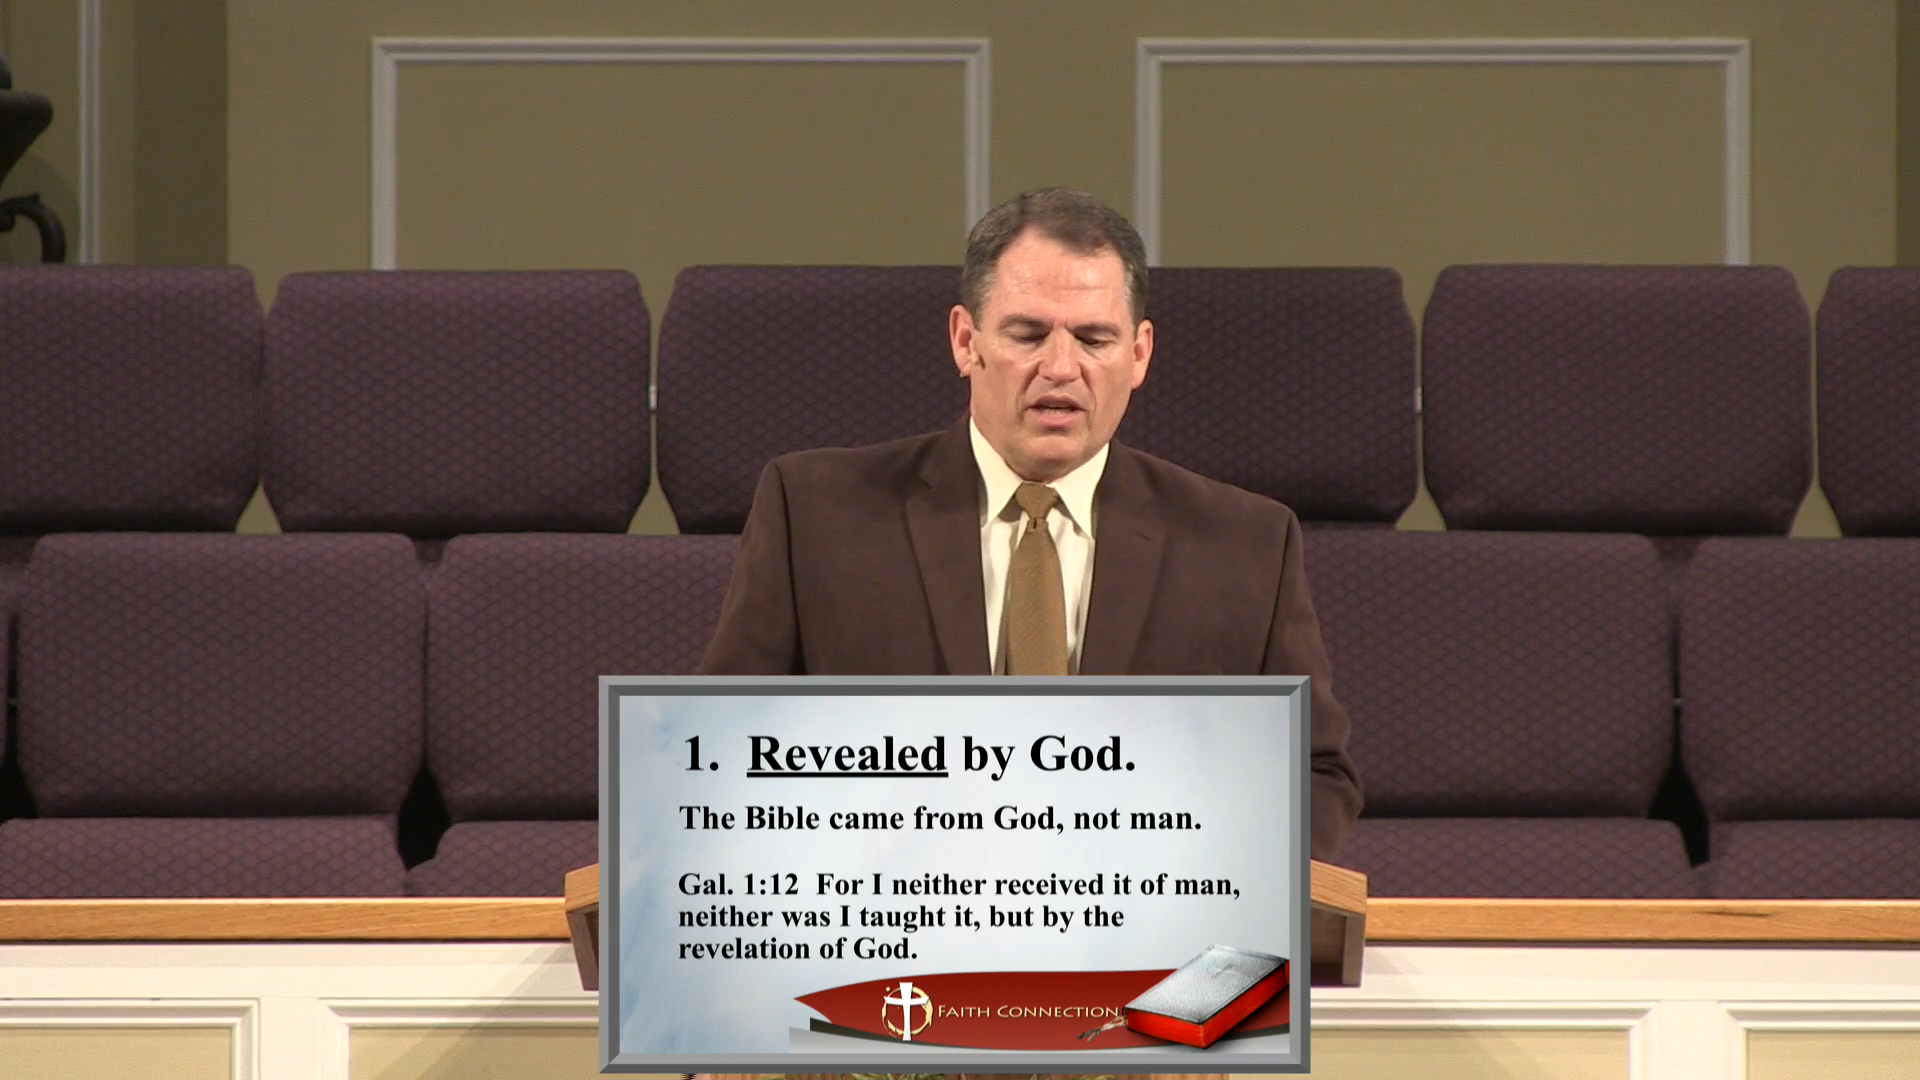 1. Revealed by God.
The Bible came from God, not man.
Gal. 1:12 For I neither received it of man,
neither was I taught it, but by the
revelation of God.
FAITH CONNECTION